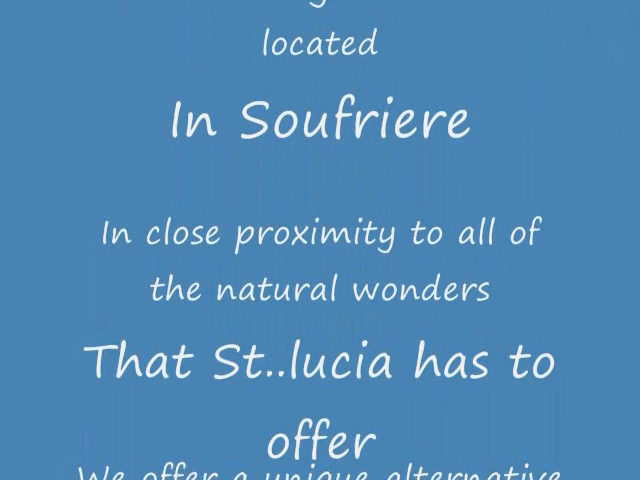 located
In Soufriere
In close proximity to all of
the natural wonders
That St..lucia has to
offer
We offer a unique alternative